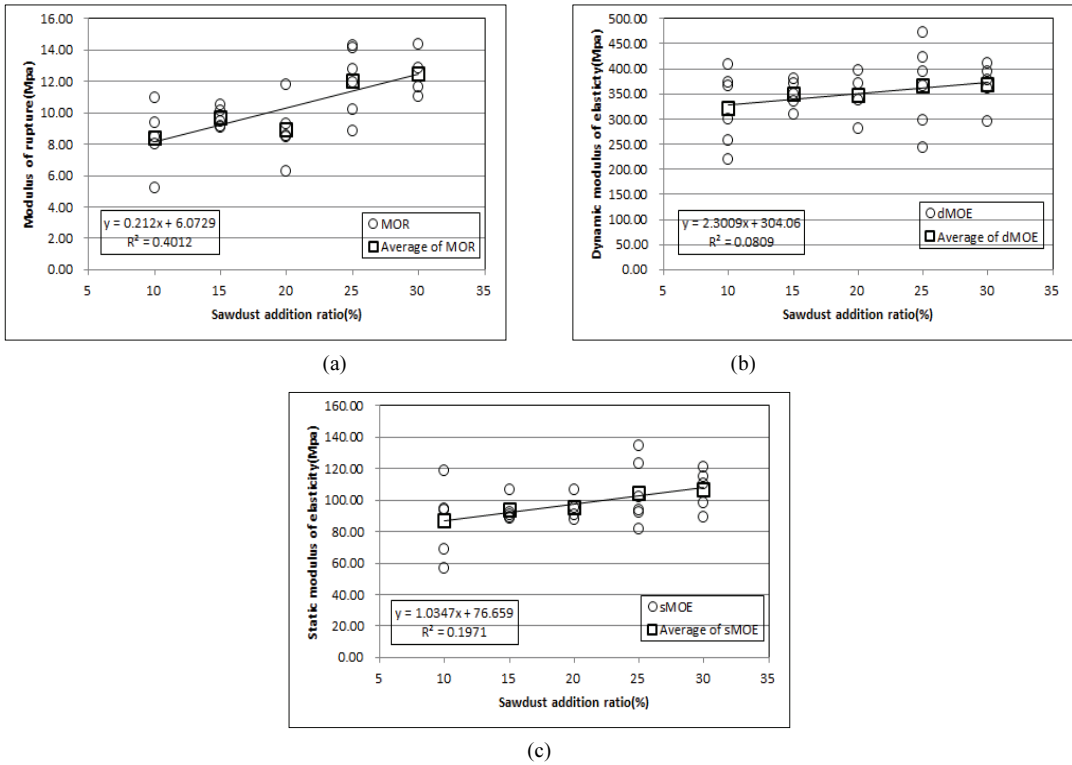 Modulus of rupture(Mpa)
16.00
14.00
12.00
10.00
8.00
6.00
4.00
2.00
0.00
y = 0.212x + 6.0729
R² = 0.4012
MOR
Average of MOR
5 10 15 20 25 30 35
Sawdust addition ratio(%)
(a)
Dynamic modulus of elasticty(Mpa)
500.00
450.00
400.00
350.00
300.00
250.00
200.00
150.00
100.00
50.00
0.00
y = 2.3009x + 304.06
R² = 0.0809
dMOE
Average of dMOE
5 10 15 20 25 30 35
Sawdust addition ratio(%)
(b)
Static modulus of elasticity(Mpa)
160.00
140.00
120.00
100.00
80.00
60.00
40.00
20.00
0.00
y = 1.0347x + 76.659
R² = 0.1971
sMOE
Average of sMOE
5 10 15 20 25 30 35
Sawdust addition ratio(%)
(c)